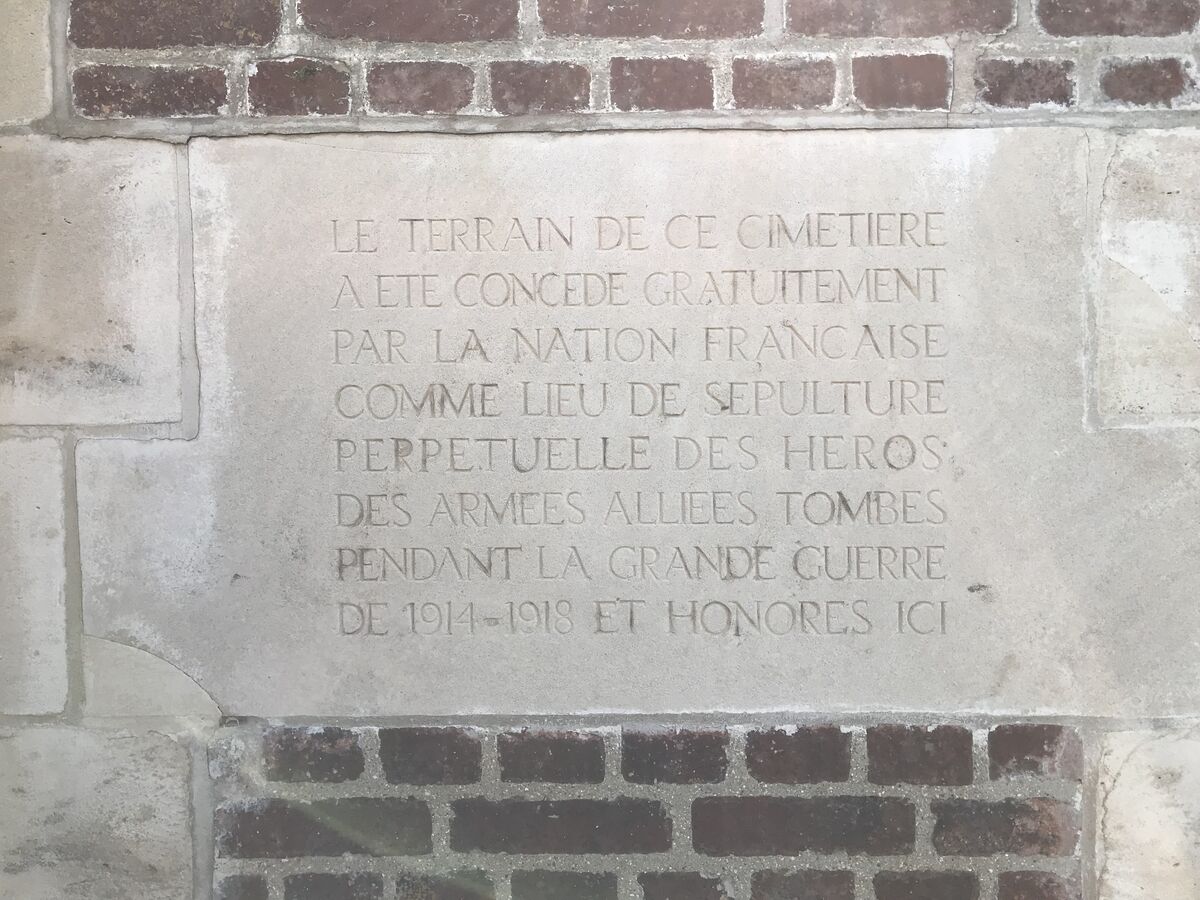 LE TERRAIN DE CE CIMETIERE
A ETE CONCEDE GRATUITEMENT
PAR LA NATION FRANCAISE
COMME LIEU DE SEPULTURE
PERPETUELLE DES HEROS
DES ARMEES ALLIEES TOMBES
PENDANT LA GRANDE GUERRE
DE 1914-1918 ET HONORES ICI